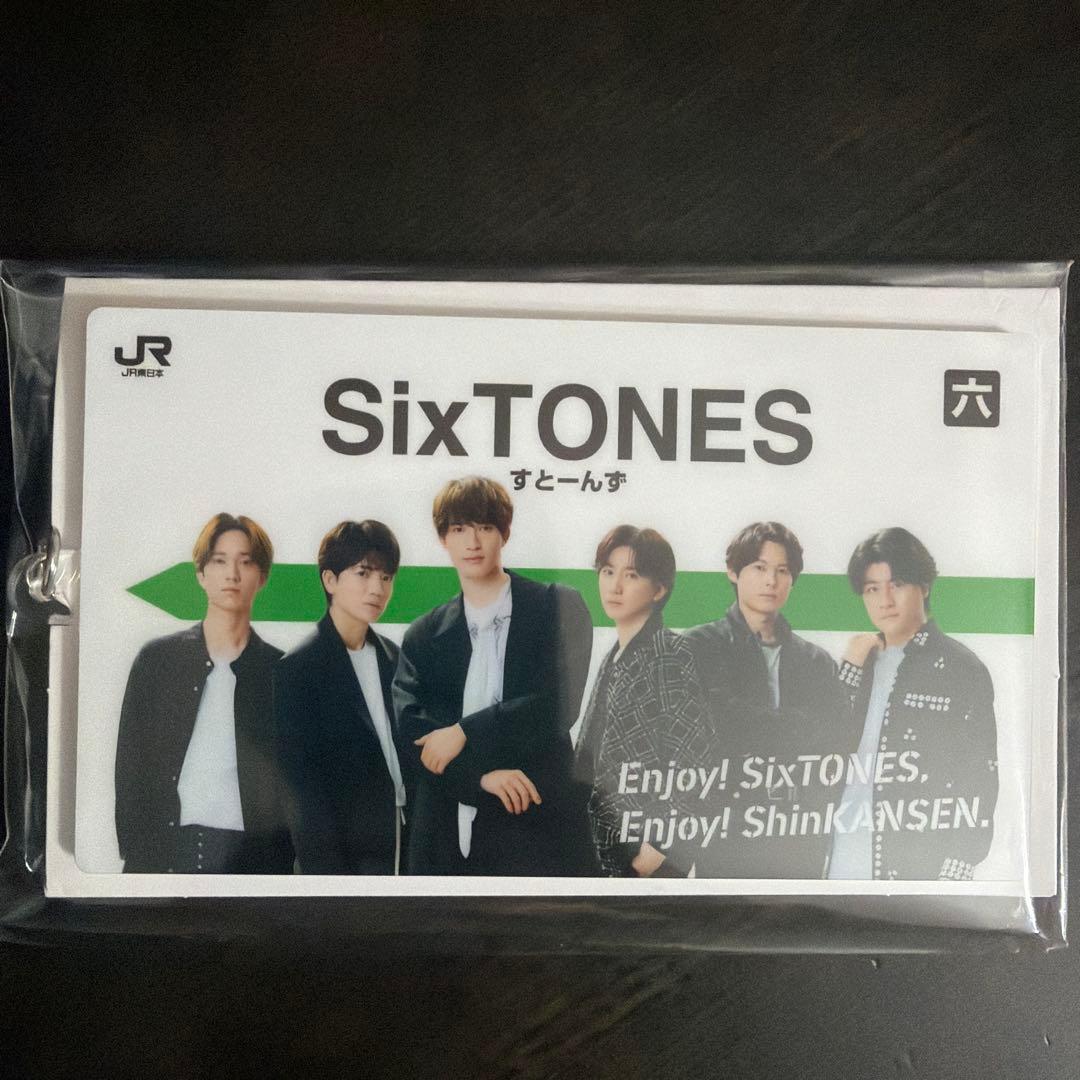 JR
JR東日本
六
SixTONES
すとーんず
Enjoy! SixTONES,
Enjoy! ShinKANSEN.